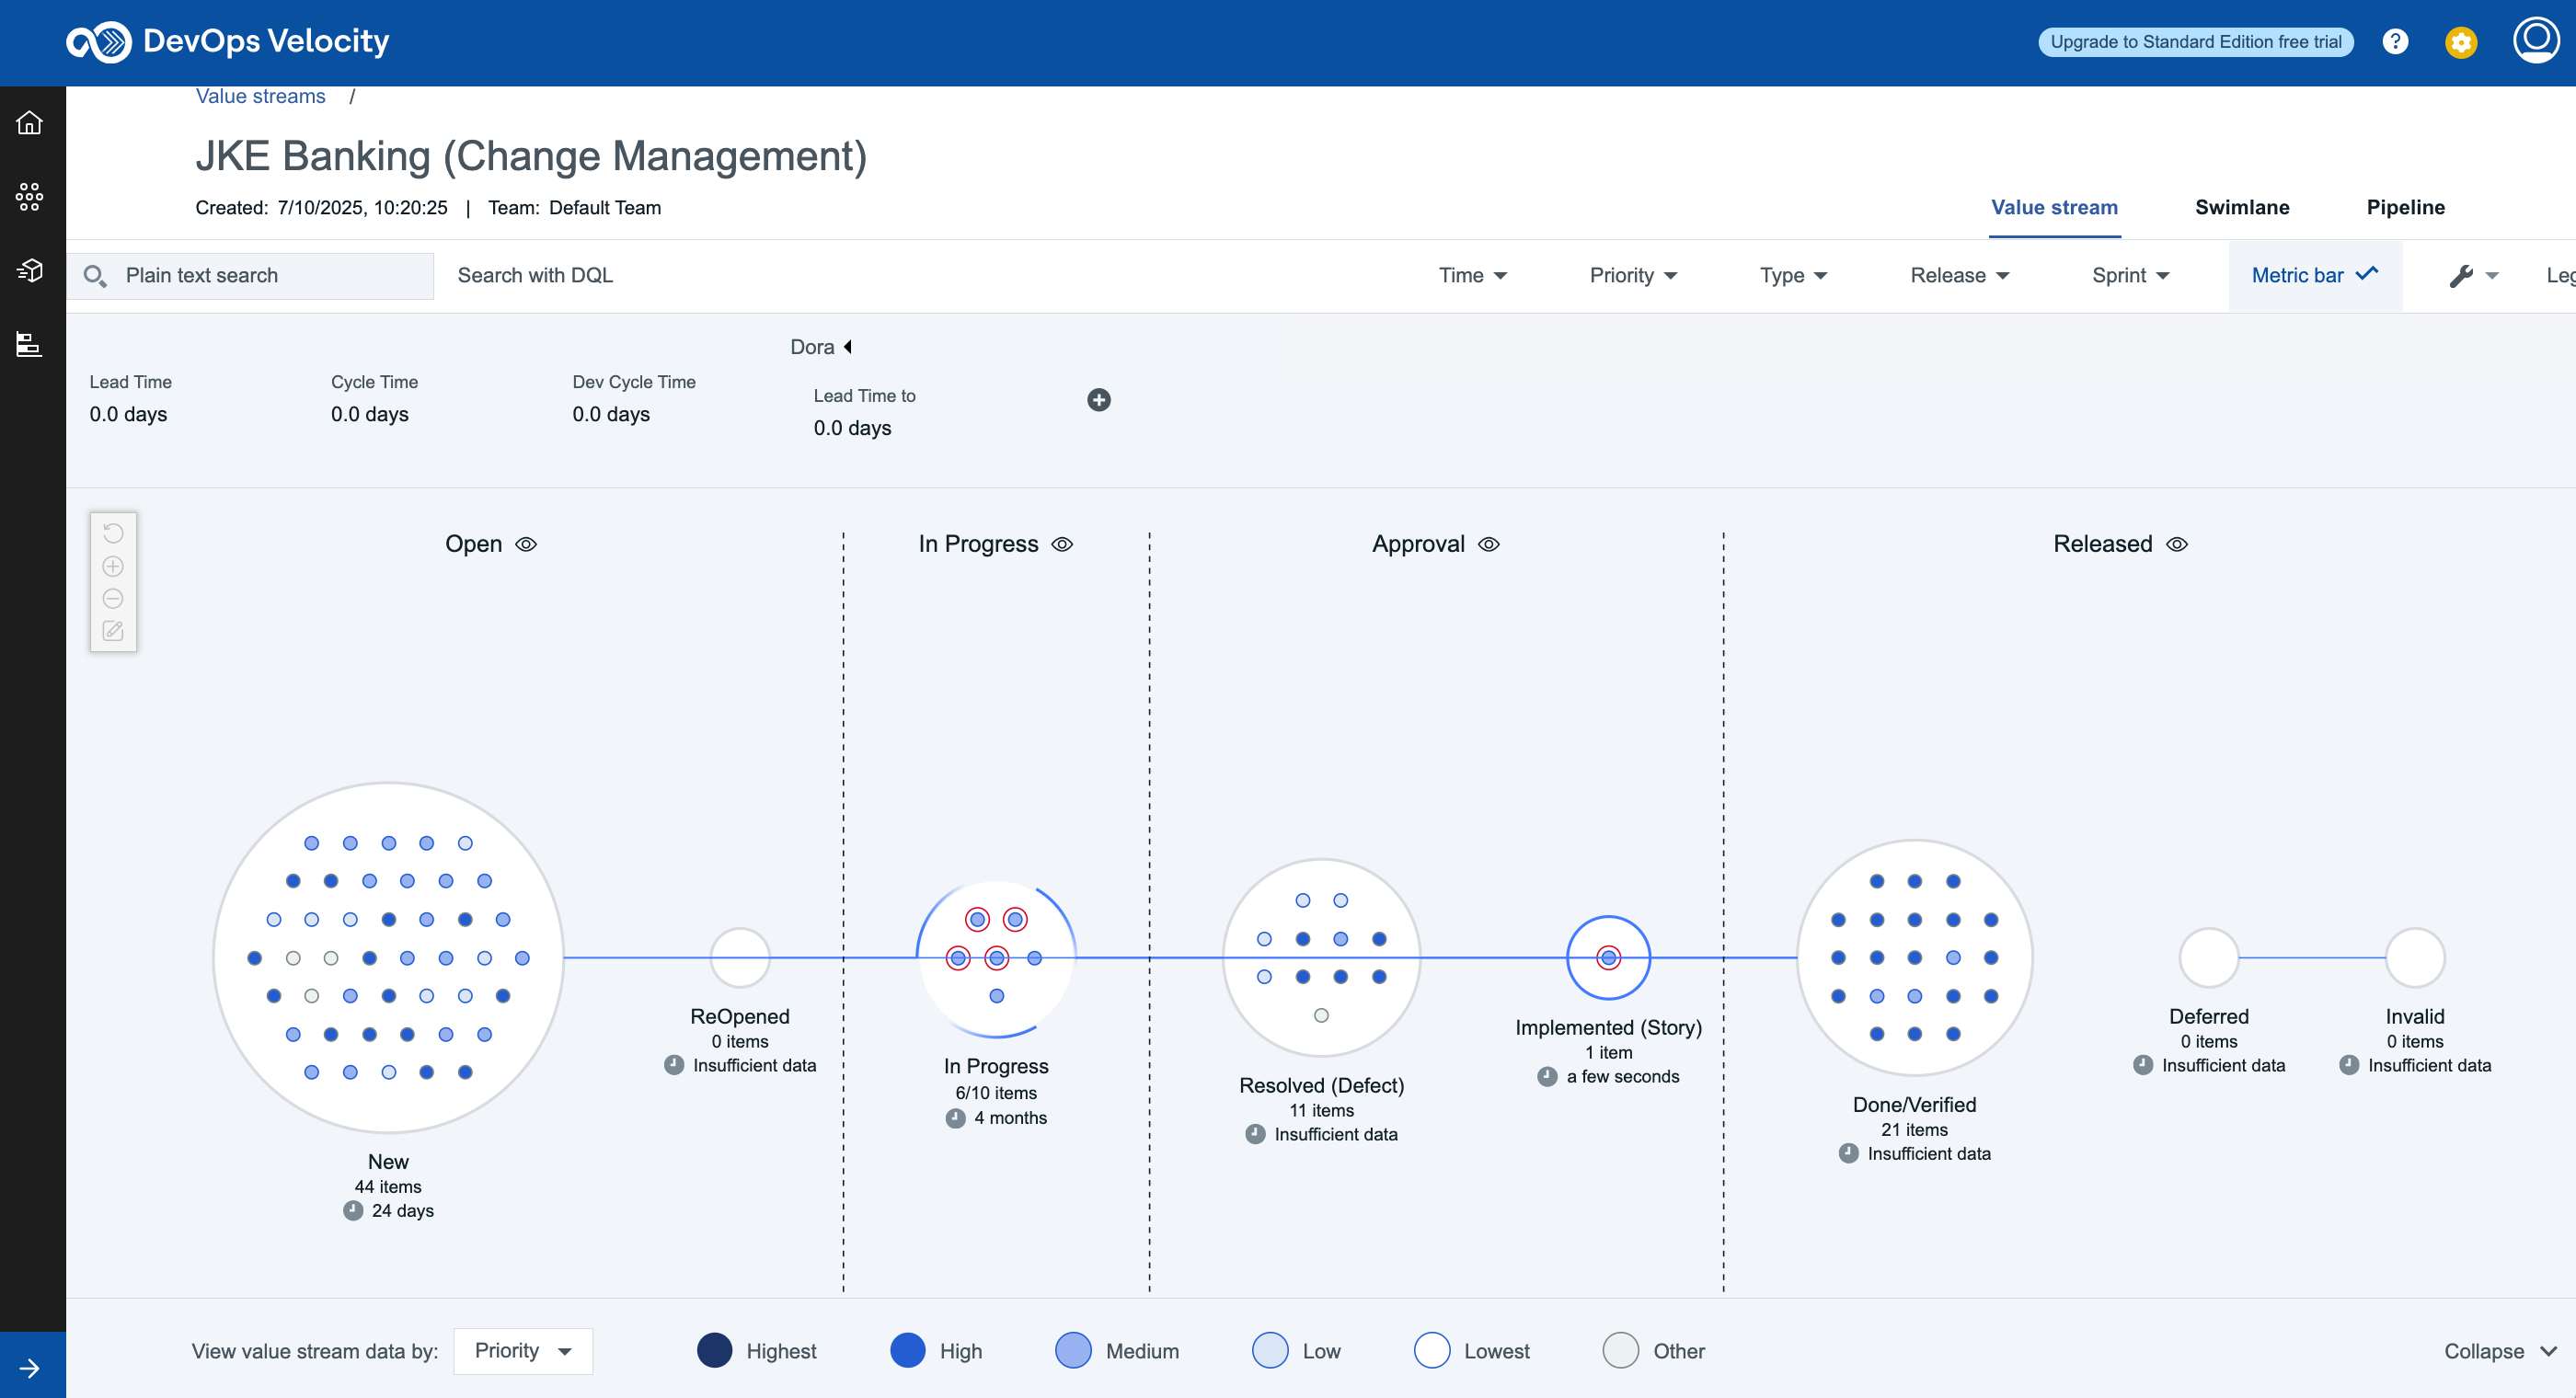 DevOps Velocity
Upgrade to Standard Edition free trial
?
Value streams /
JKE Banking (Change Management)
Created: 7/10/2025, 10:20:25 | Team: Default Team
Value stream
Swimlane
Pipeline
Plain text search
Search with DQL
Time
Priority
Type
Release
Sprint
Metric bar
Leg
Dora
Lead Time
0.0 days
Cycle Time
0.0 days
Dev Cycle Time
0.0 days
Lead Time to
0.0 days
Open
In Progress
Approval
Released
New
44 items
24 days
ReOpened
0 items
Insufficient data
In Progress
6/10 items
4 months
Resolved (Defect)
11 items
Insufficient data
Implemented (Story)
1 item
a few seconds
Done/Verified
21 items
Insufficient data
Deferred
0 items
Insufficient data
Invalid
0 items
Insufficient data
View value stream data by:
Priority
Highest
High
Medium
Low
Lowest
Other
Collapse